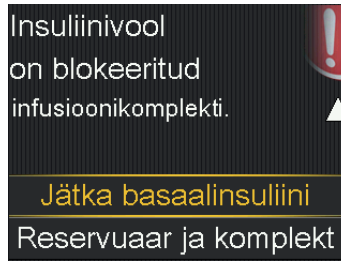 Insuliinivool
on blokeeritud
infusioonikomplekti.
Jätka basaalinsuliini
Reservuaar ja komplekt